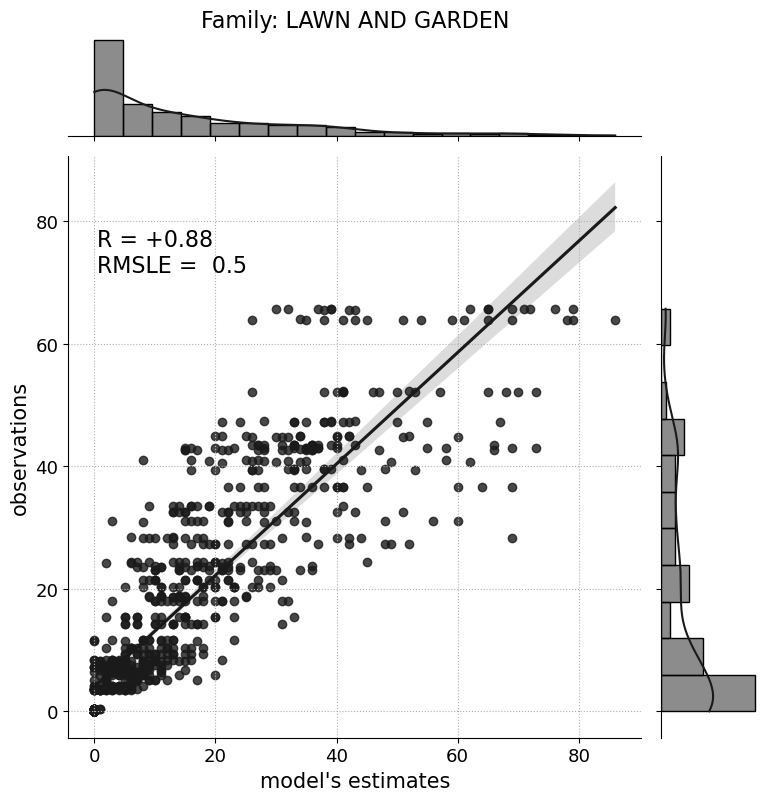 Family: LAWN AND GARDEN
R = +0.88
RMSLE =  0.5
80
60
40
20
0
observations
0 20 40 60 80
model's estimates